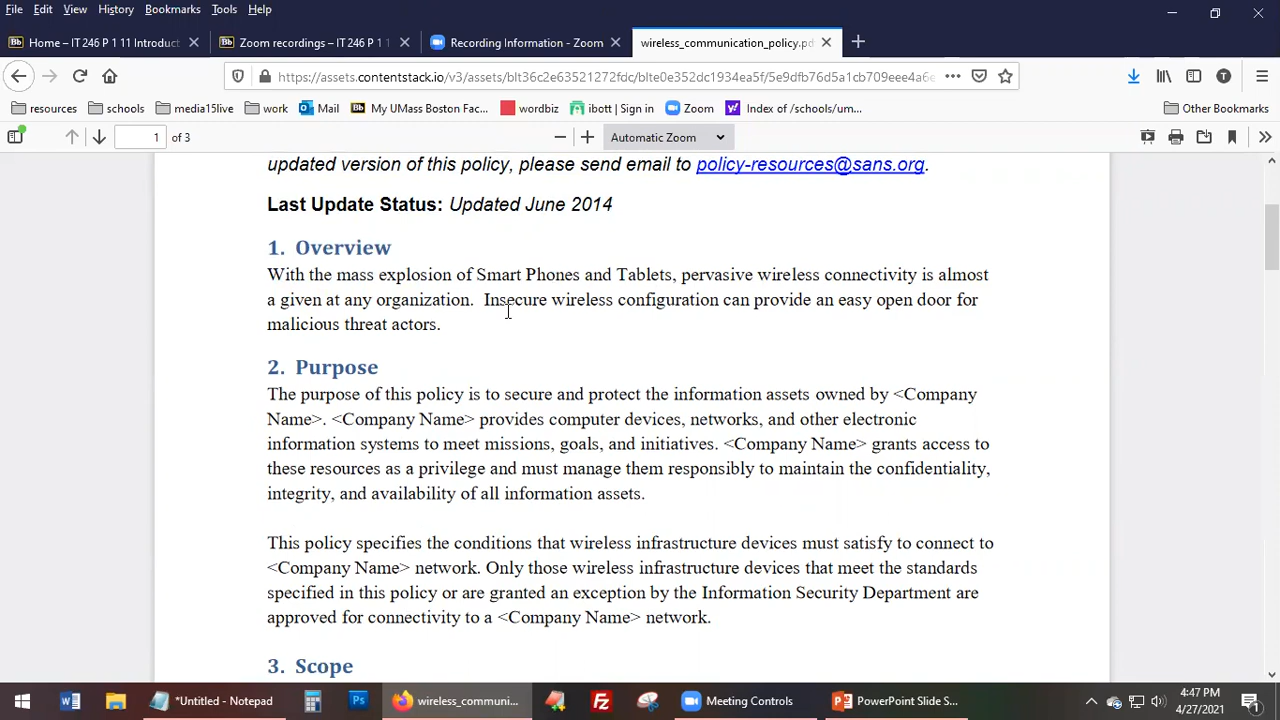 File Edit View History Bookmarks Tools Help
Home – IT 246 P 1 11 Introduct
Zoom recordings – IT 246 P 1 1
Recording Information - Zoom
wireless_communication_policy.pd
https://assets.contentstack.io/v3/assets/blt36c2e63521272fdc/blte0e352dc1934ea5f/5e9dfb76d5a1cb709eee4a6e
T
resources schools media15live work Mail My UMass Boston Fac... wordbiz ibott | Sign in Zoom Index of /schools/um... Other Bookmarks
1 of 3 Automatic Zoom
updated version of this policy, please send email to policy-resources@sans.org.
Last Update Status: Updated June 2014
1. Overview
With the mass explosion of Smart Phones and Tablets, pervasive wireless connectivity is almost
a given at any organization. Insecure wireless configuration can provide an easy open door for
malicious threat actors.
2. Purpose
The purpose of this policy is to secure and protect the information assets owned by <Company
Name>. <Company Name> provides computer devices, networks, and other electronic
information systems to meet missions, goals, and initiatives. <Company Name> grants access to
these resources as a privilege and must manage them responsibly to maintain the confidentiality,
integrity, and availability of all information assets.
This policy specifies the conditions that wireless infrastructure devices must satisfy to connect to
<Company Name> network. Only those wireless infrastructure devices that meet the standards
specified in this policy or are granted an exception by the Information Security Department are
approved for connectivity to a <Company Name> network.
3. Scope
*Untitled - Notepad
wireless_communi...
Meeting Controls
PowerPoint Slide S...
4:47 PM
4/27/2021
1